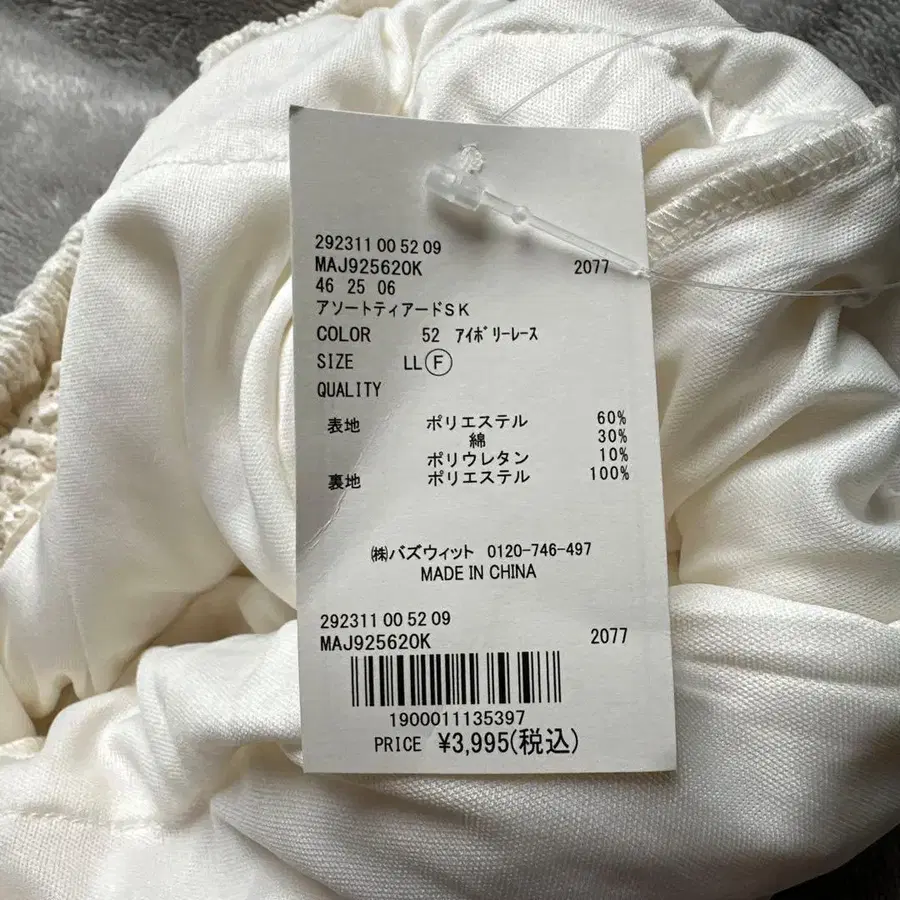 292311 00 52 09
MAJ925620K 2077
46 25 06
アソートティアードSK
COLOR 52 ｱｲﾎﾞﾘｰﾚｰｽ
SIZE LL Ⓕ
QUALITY
表地 ポリエステル 60%
綿 30%
ポリウレタン 10%
裏地 ポリエステル 100%
㈱バズウィット 0120-746-497
MADE IN CHINA
292311 00 52 09
MAJ925620K 2077
1900011135397
PRICE ¥3,995(税込)